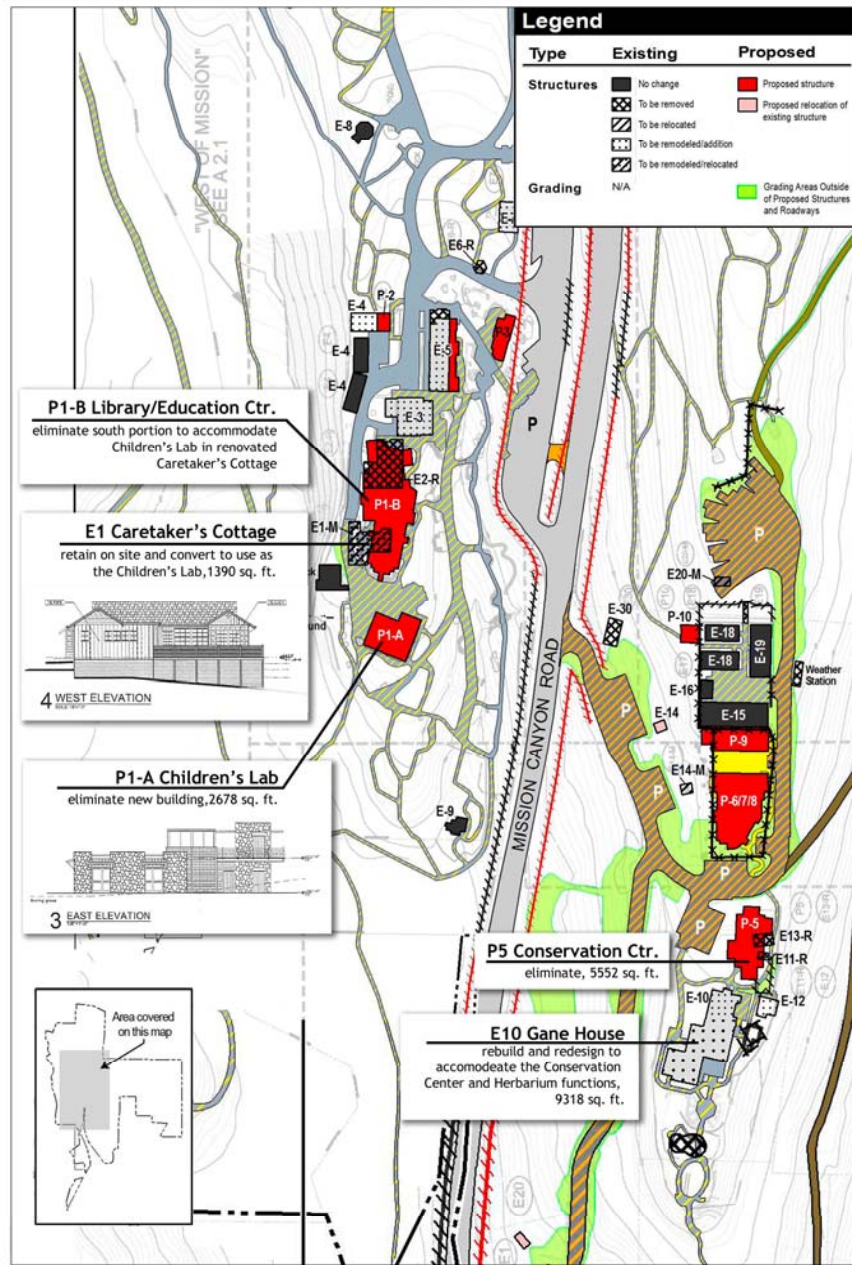 Legend
Type Existing Proposed
Structures
No change
To be removed
To be relocated
To be remodeled/addition
To be remodeled/relocated
Proposed structure
Proposed relocation of
existing structure
Grading N/A
Grading Areas Outside
of Proposed Structures
and Roadways
"WEST OF MISSION"
SEE A 2.1
E-8
E6-R
E-4
P-2
E-4
E-4
E-5
P-3
E-3
E2-R
P1-B
E1-M
P1-A
P
P1-B Library/Education Ctr.
eliminate south portion to accommodate
Children's Lab in renovated
Caretaker's Cottage
E1 Caretaker's Cottage
retain on site and convert to use as
the Children's Lab,1390 sq. ft.
4 WEST ELEVATION
P1-A Children's Lab
eliminate new building,2678 sq. ft.
3 EAST ELEVATION
E-9
MISSION CANYON ROAD
P
E20-M
E-30
P-10
E-18
E-18
E-19
E-16
E-15
Weather
Station
E-14
P
P-9
E14-M
P-6/7/8
P
P
P
P-5
E13-R
E11-R
P5 Conservation Ctr.
eliminate, 5552 sq. ft.
E-10
E-12
E10 Gane House
rebuild and redesign to
accomodeate the Conservation
Center and Herbarium functions,
9318 sq. ft.
Area covered
on this map
E20
E1